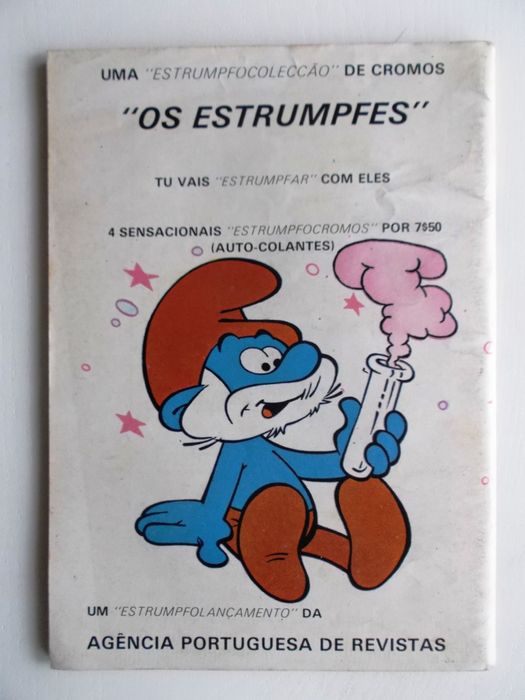 UMA "ESTRUMPFOCOLECCÃO" DE CROMOS
"OS ESTRUMPFES"
TU VAIS "ESTRUMPFAR" COM ELES
4 SENSACIONAIS "ESTRUMPFOCROMOS" POR 7$50
(AUTO-COLANTES)
UM "ESTRUMPFOLANÇAMENTO" DA
AGÊNCIA PORTUGUESA DE REVISTAS